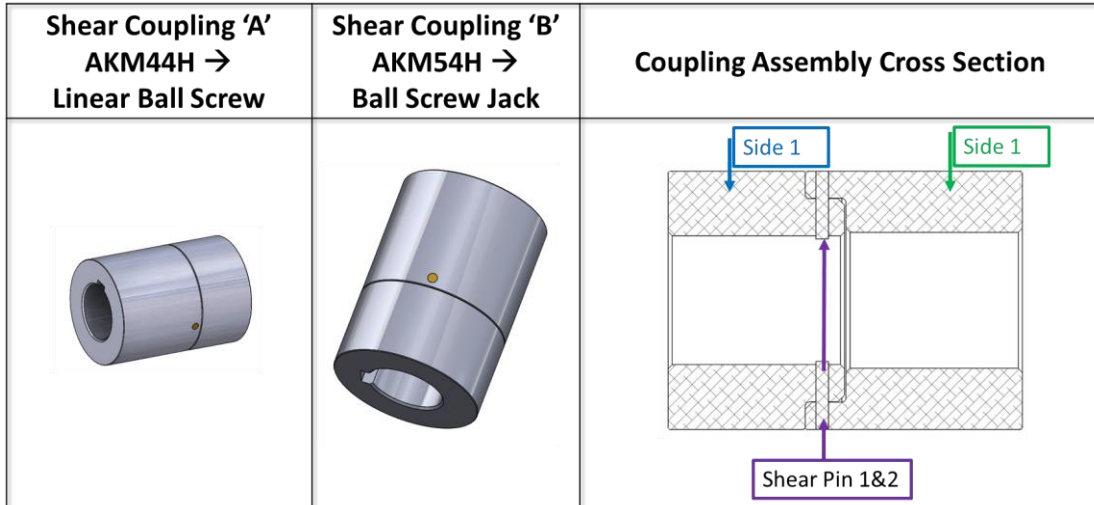 Shear Coupling ‘A’
AKM44H →
Linear Ball Screw
Shear Coupling ‘B’
AKM54H →
Ball Screw Jack
Coupling Assembly Cross Section
Side 1
Side 1
Shear Pin 1&2